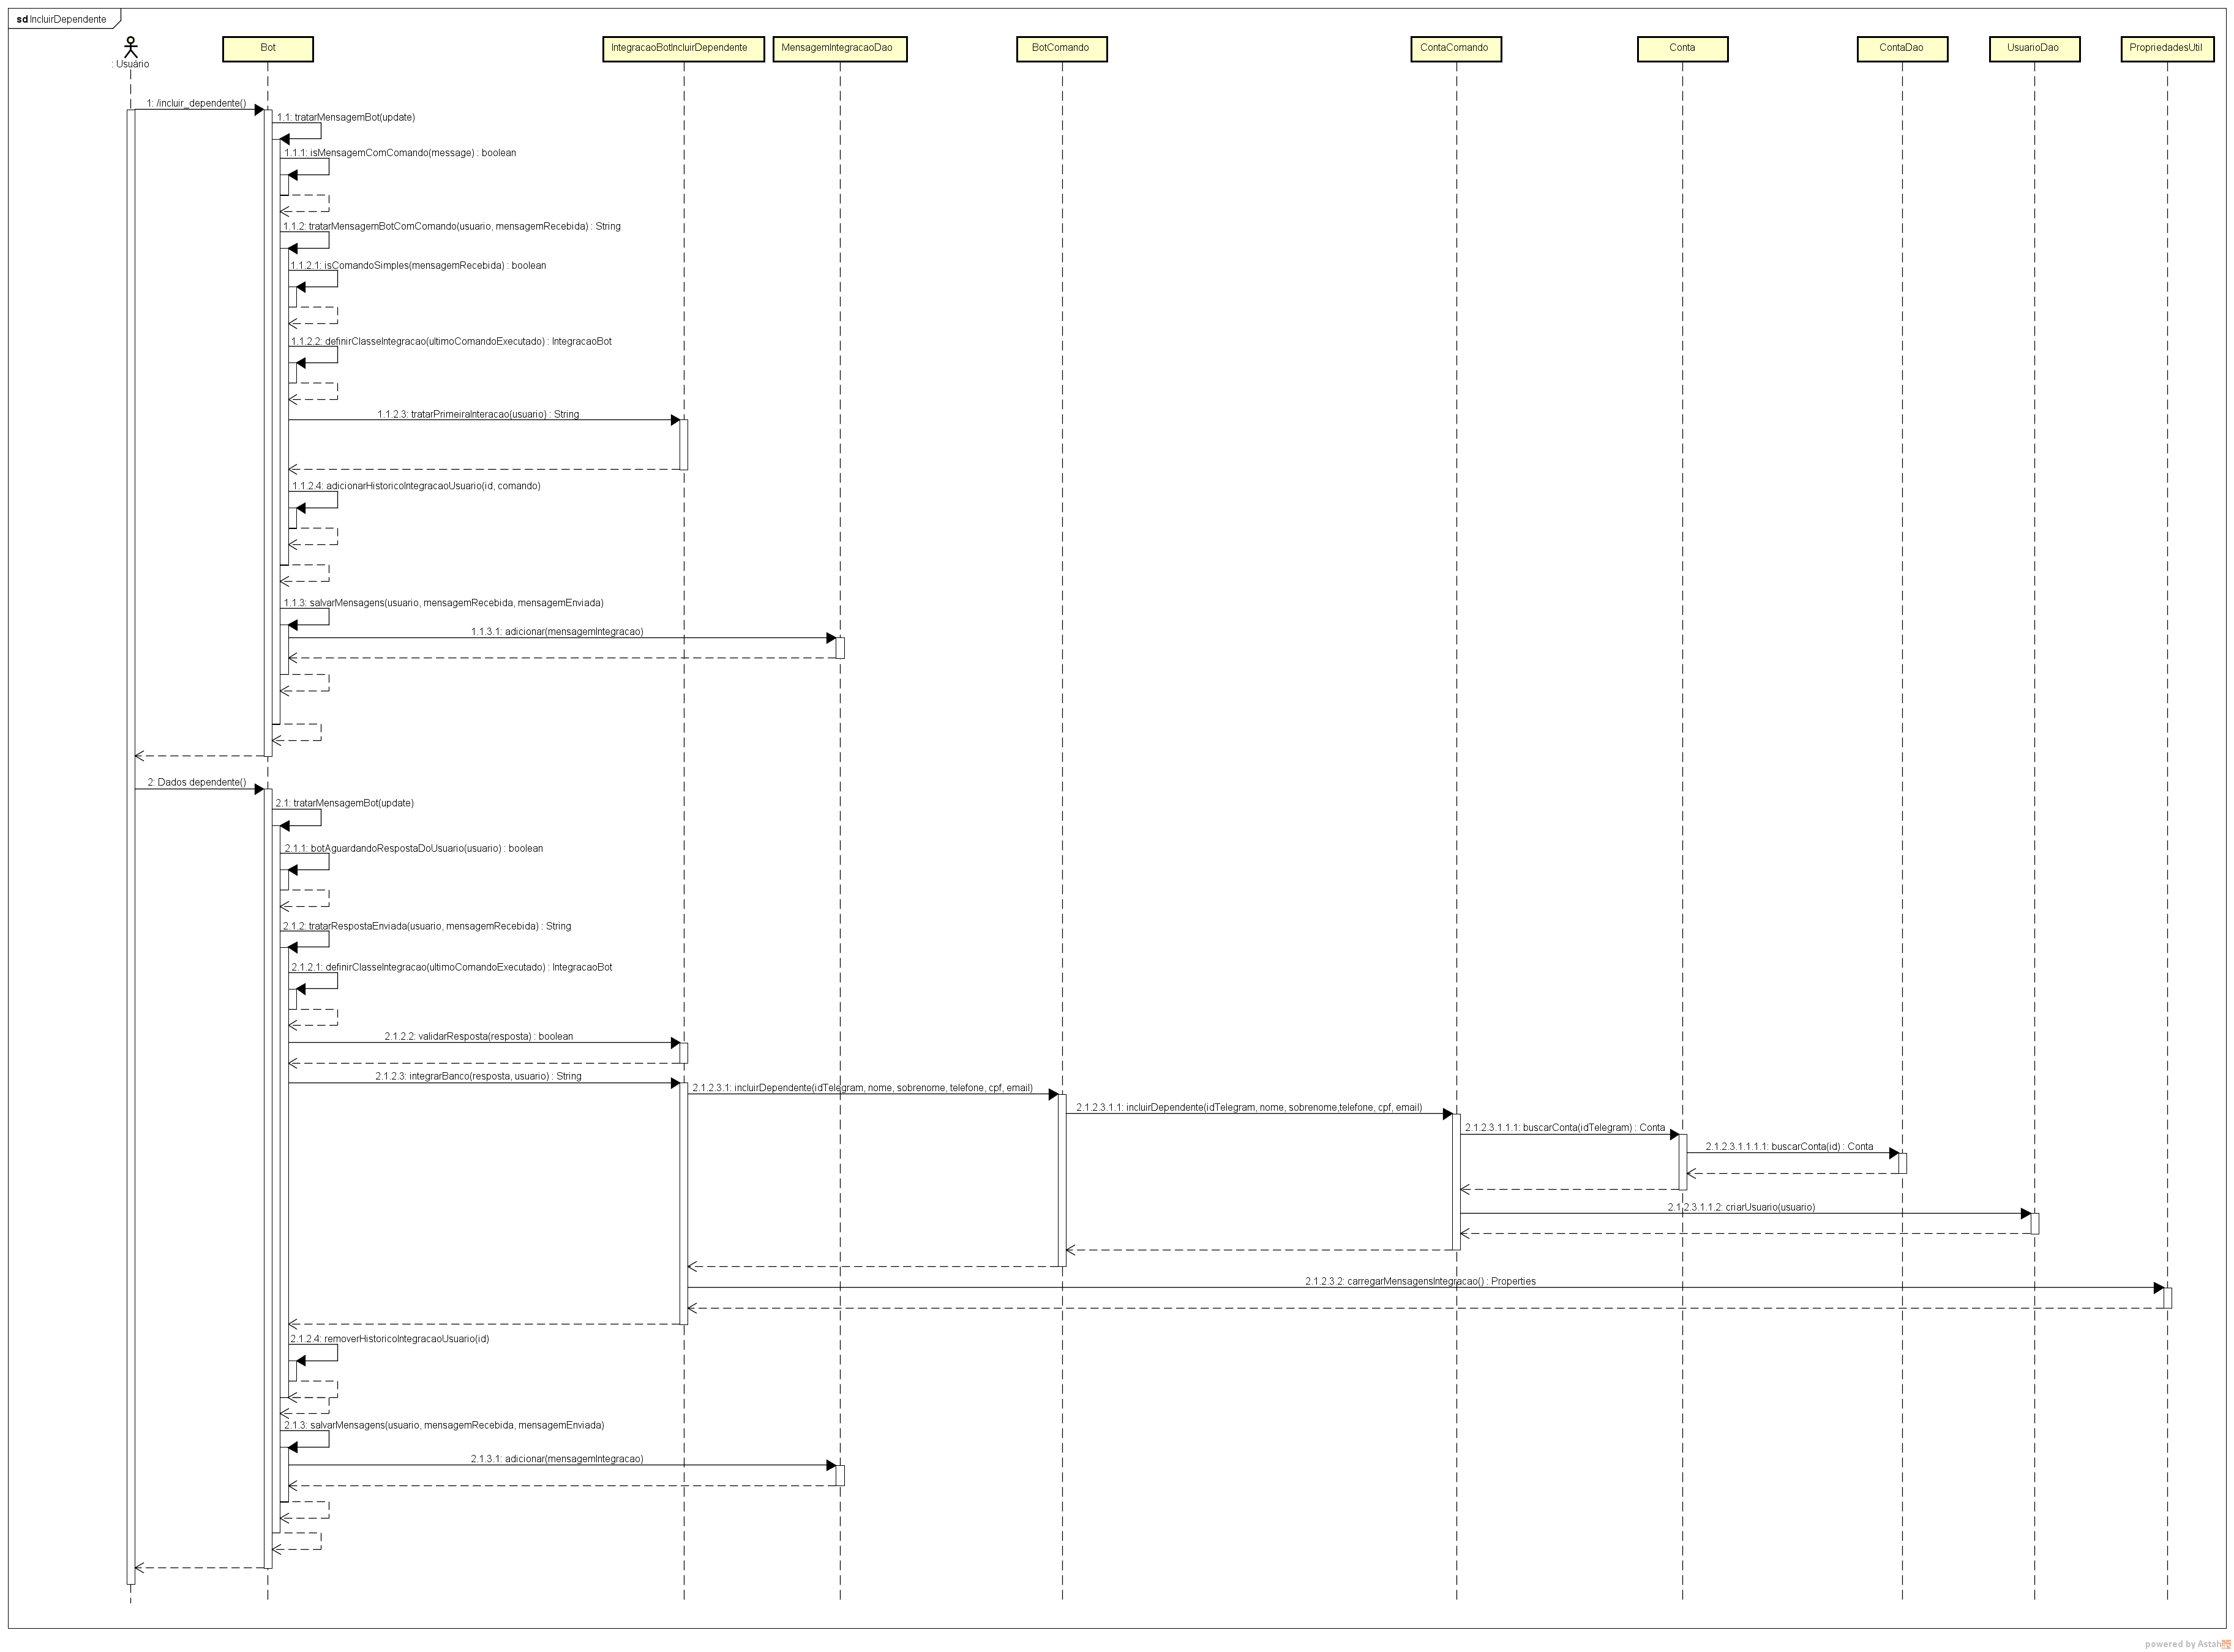 sd IncluirDependente
: Usuário
Bot
IntegracaoBotIncluirDependente
MensagemIntegracaoDao
BotComando
ContaComando
Conta
ContaDao
UsuarioDao
PropriedadesUtil
1: /incluir_dependente()
1.1: tratarMensagemBot(update)
1.1.1: isMensagemComComando(message) : boolean
1.1.2: tratarMensagemBotComComando(usuario, mensagemRecebida) : String
1.1.2.1: isComandoSimples(mensagemRecebida) : boolean
1.1.2.2: definirClasseIntegracao(ultimoComandoExecutado) : IntegracaoBot
1.1.2.3: tratarPrimeiraInteracao(usuario) : String
1.1.2.4: adicionarHistoricoIntegracaoUsuario(id, comando)
1.1.3: salvarMensagens(usuario, mensagemRecebida, mensagemEnviada)
1.1.3.1: adicionar(mensagemIntegracao)
2: Dados dependente()
2.1: tratarMensagemBot(update)
2.1.1: botAguardandoRespostaDoUsuario(usuario) : boolean
2.1.2: tratarRespostaEnviada(usuario, mensagemRecebida) : String
2.1.2.1: definirClasseIntegracao(ultimoComandoExecutado) : IntegracaoBot
2.1.2.2: validarResposta(resposta) : boolean
2.1.2.3: integrarBanco(resposta, usuario) : String
2.1.2.3.1: incluirDependente(idTelegram, nome, sobrenome, telefone, cpf, email)
2.1.2.3.1.1: incluirDependente(idTelegram, nome, sobrenome,telefone, cpf, email)
2.1.2.3.1.1.1: buscarConta(idTelegram) : Conta
2.1.2.3.1.1.1.1: buscarConta(id) : Conta
2.1.2.3.1.1.2: criarUsuario(usuario)
2.1.2.3.2: carregarMensagensIntegracao() : Properties
2.1.2.4: removerHistoricoIntegracaoUsuario(id)
2.1.3: salvarMensagens(usuario, mensagemRecebida, mensagemEnviada)
2.1.3.1: adicionar(mensagemIntegracao)
powered by Astah